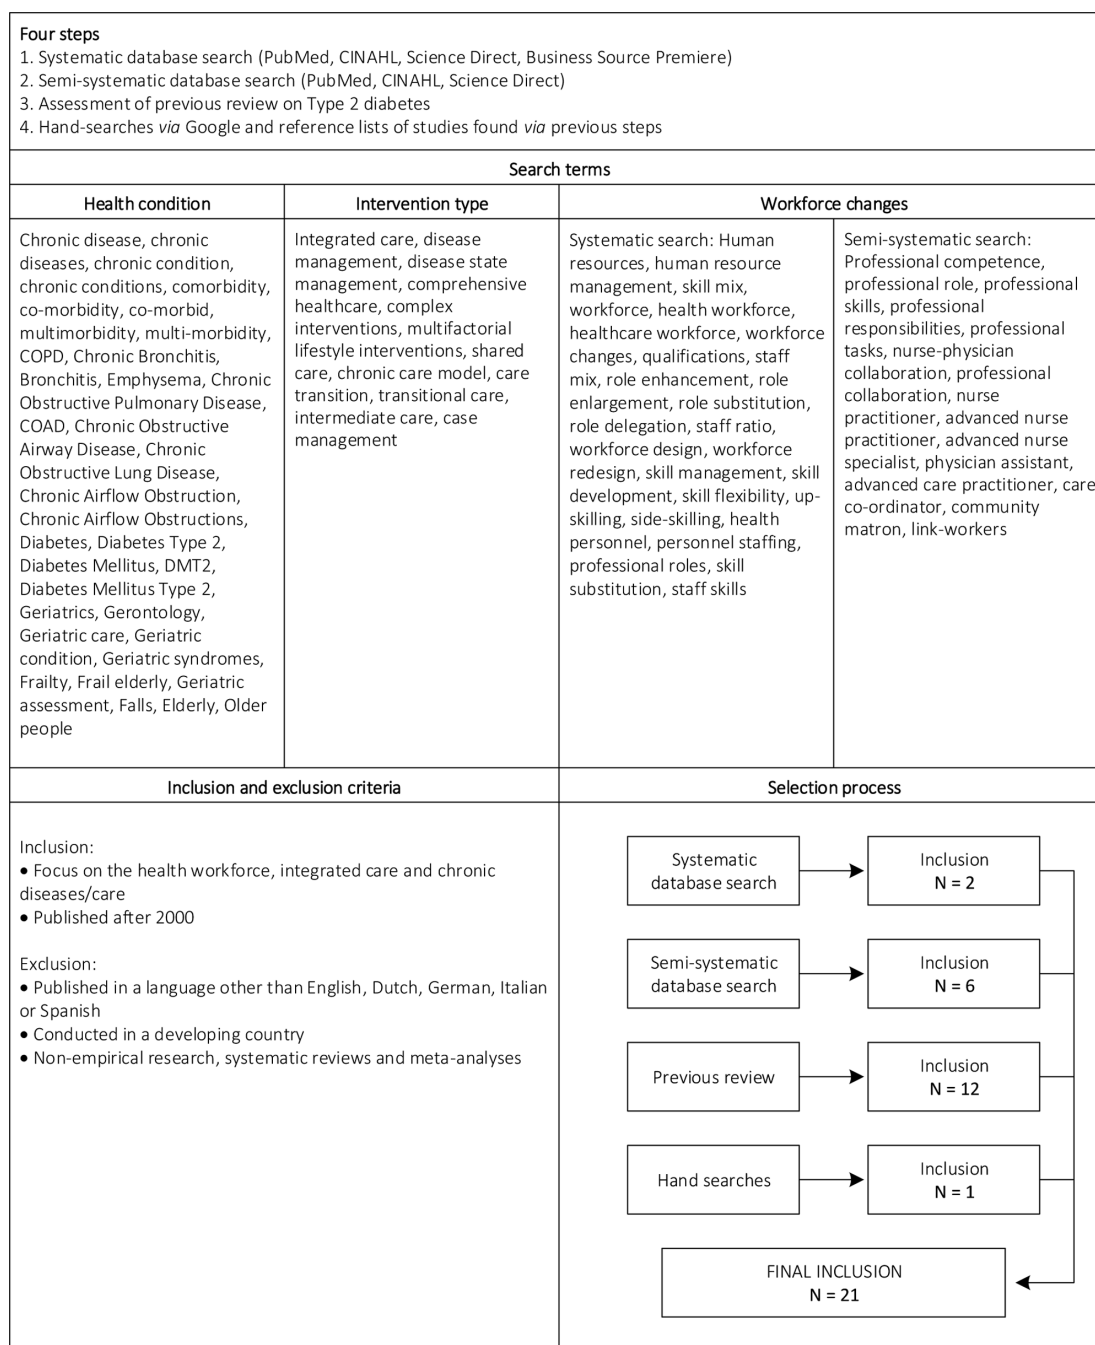 Four steps
1. Systematic database search (PubMed, CINAHL, Science Direct, Business Source Premiere)
2. Semi-systematic database search (PubMed, CINAHL, Science Direct)
3. Assessment of previous review on Type 2 diabetes
4. Hand-searches via Google and reference lists of studies found via previous steps
Search terms
Health condition
Intervention type
Workforce changes
Chronic disease, chronic
diseases, chronic condition,
chronic conditions, comorbidity,
co-morbidity, co-morbid,
multimorbidity, multi-morbidity,
COPD, Chronic Bronchitis,
Bronchitis, Emphysema, Chronic
Obstructive Pulmonary Disease,
COAD, Chronic Obstructive
Airway Disease, Chronic
Obstructive Lung Disease,
Chronic Airflow Obstruction,
Chronic Airflow Obstructions,
Diabetes, Diabetes Type 2,
Diabetes Mellitus, DMT2,
Diabetes Mellitus Type 2,
Geriatrics, Gerontology,
Geriatric care, Geriatric
condition, Geriatric syndromes,
Frailty, Frail elderly, Geriatric
assessment, Falls, Elderly, Older
people
Integrated care, disease
management, disease state
management, comprehensive
healthcare, complex
interventions, multifactorial
lifestyle interventions, shared
care, chronic care model, care
transition, transitional care,
intermediate care, case
management
Systematic search: Human
resources, human resource
management, skill mix,
workforce, health workforce,
healthcare workforce, workforce
changes, qualifications, staff
mix, role enhancement, role
enlargement, role substitution,
role delegation, staff ratio,
workforce design, workforce
redesign, skill management, skill
development, skill flexibility, up-
skilling, side-skilling, health
personnel, personnel staffing,
professional roles, skill
substitution, staff skills
Semi-systematic search:
Professional competence,
professional role, professional
skills, professional
responsibilities, professional
tasks, nurse-physician
collaboration, professional
collaboration, nurse
practitioner, advanced nurse
practitioner, advanced nurse
specialist, physician assistant,
advanced care practitioner, care
co-ordinator, community
matron, link-workers
Inclusion and exclusion criteria
Inclusion:
• Focus on the health workforce, integrated care and chronic
diseases/care
• Published after 2000
Exclusion:
• Published in a language other than English, Dutch, German, Italian
or Spanish
• Conducted in a developing country
• Non-empirical research, systematic reviews and meta-analyses
Selection process
Systematic
database search
Inclusion
N = 2
Semi-systematic
database search
Inclusion
N = 6
Previous review
Inclusion
N = 12
Hand searches
Inclusion
N = 1
FINAL INCLUSION
N = 21